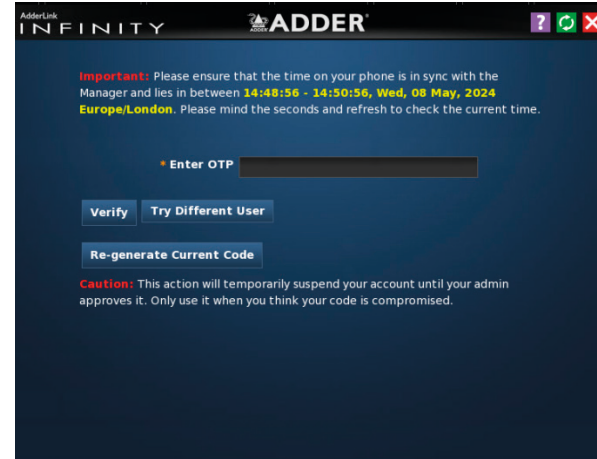 AdderLink
INFINITY
ADDER
ADDER®
?
Important: Please ensure that the time on your phone is in sync with the
Manager and lies in between 14:48:56 - 14:50:56, Wed, 08 May, 2024
Europe/London. Please mind the seconds and refresh to check the current time.
* Enter OTP
Verify
Try Different User
Re-generate Current Code
Caution: This action will temporarily suspend your account until your admin
approves it. Only use it when you think your code is compromised.